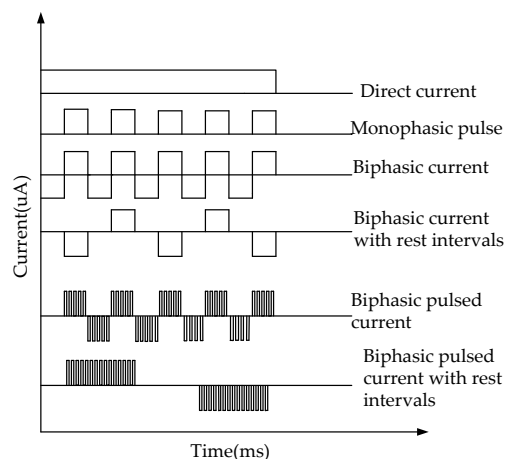 Direct current
Monophasic pulse
Biphasic current
Biphasic current
with rest intervals
Biphasic pulsed
current
Biphasic pulsed
current with rest
intervals
Current(uA)
Time(ms)